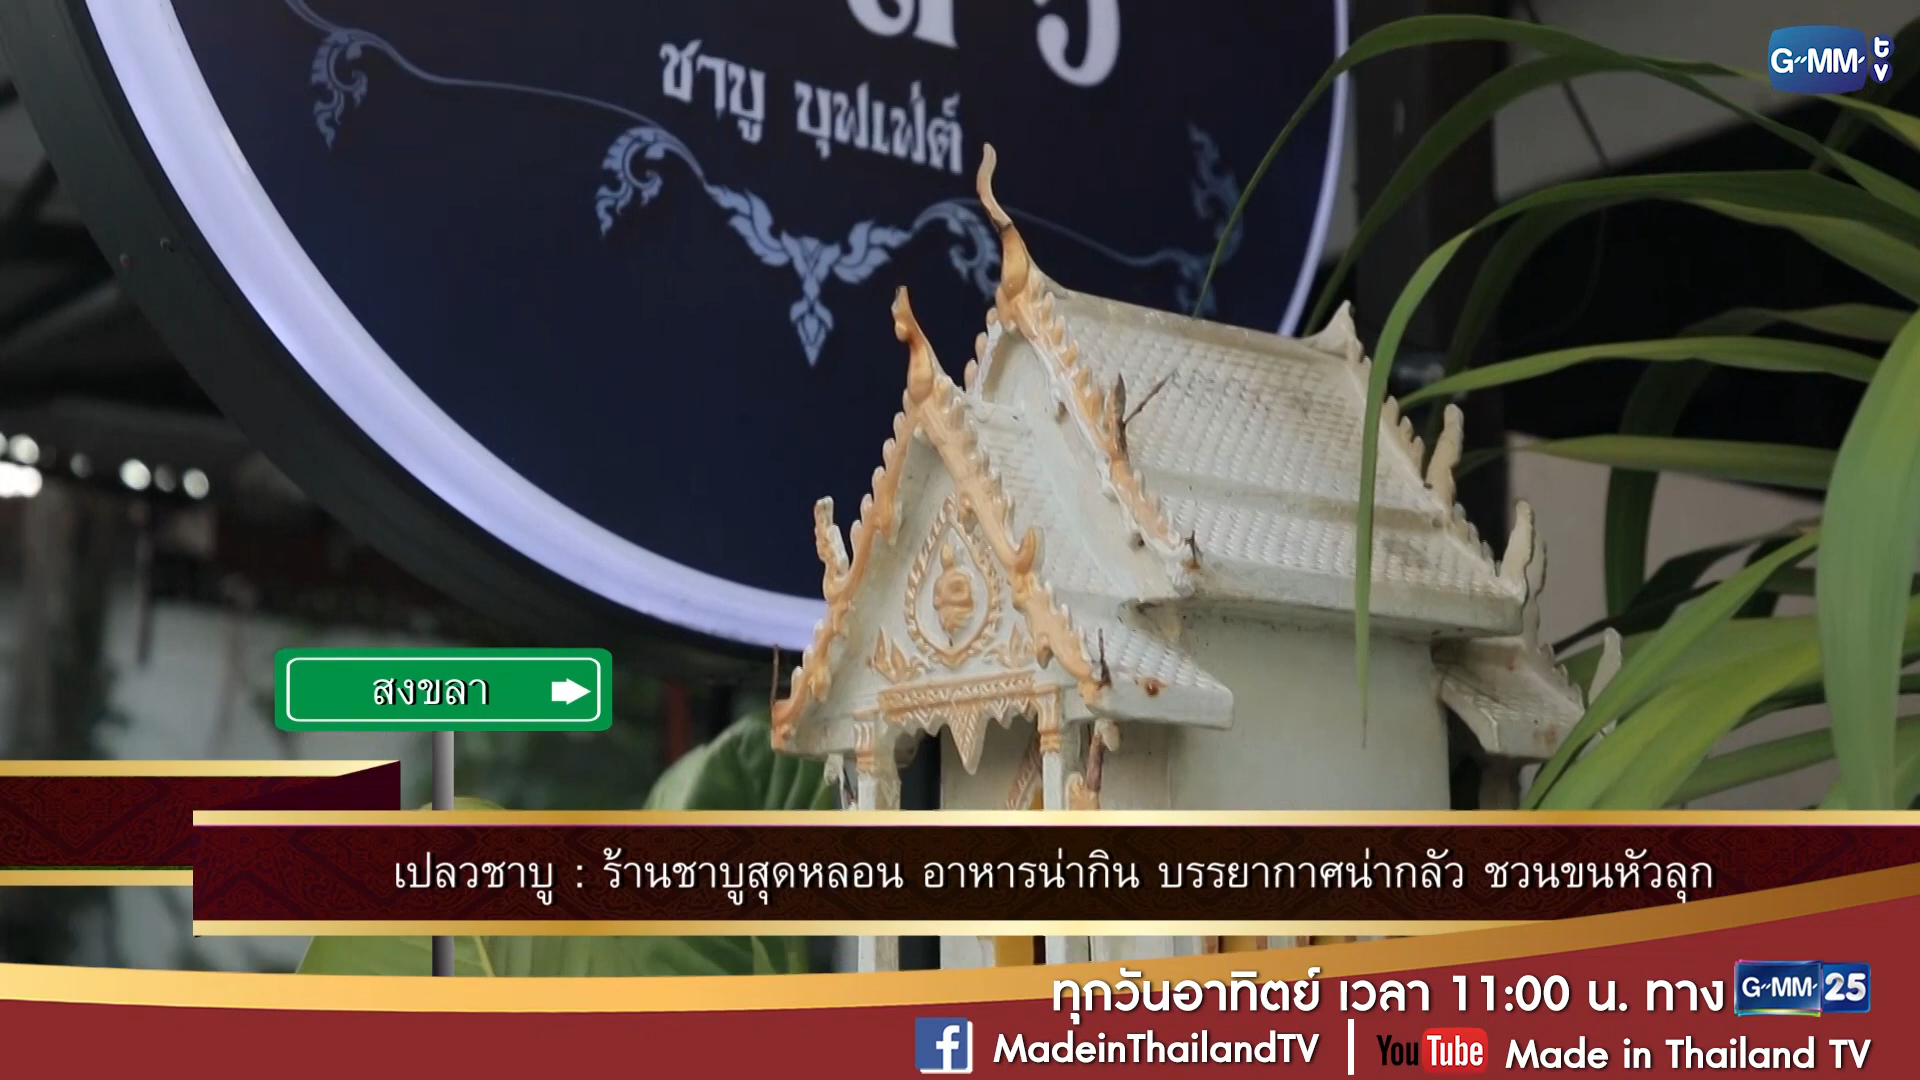 ชาบู บุฟเฟ่ต์
G-MM tv
สงขลา
เปลวชาบู : ร้านชาบูสุดหลอน อาหารน่ากิน บรรยากาศน่ากลัว ชวนขนหัวลุก
ทุกวันอาทิตย์ เวลา 11:00 น. ทาง G-MM 25
MadeinThailandTV | YouTube Made in Thailand TV